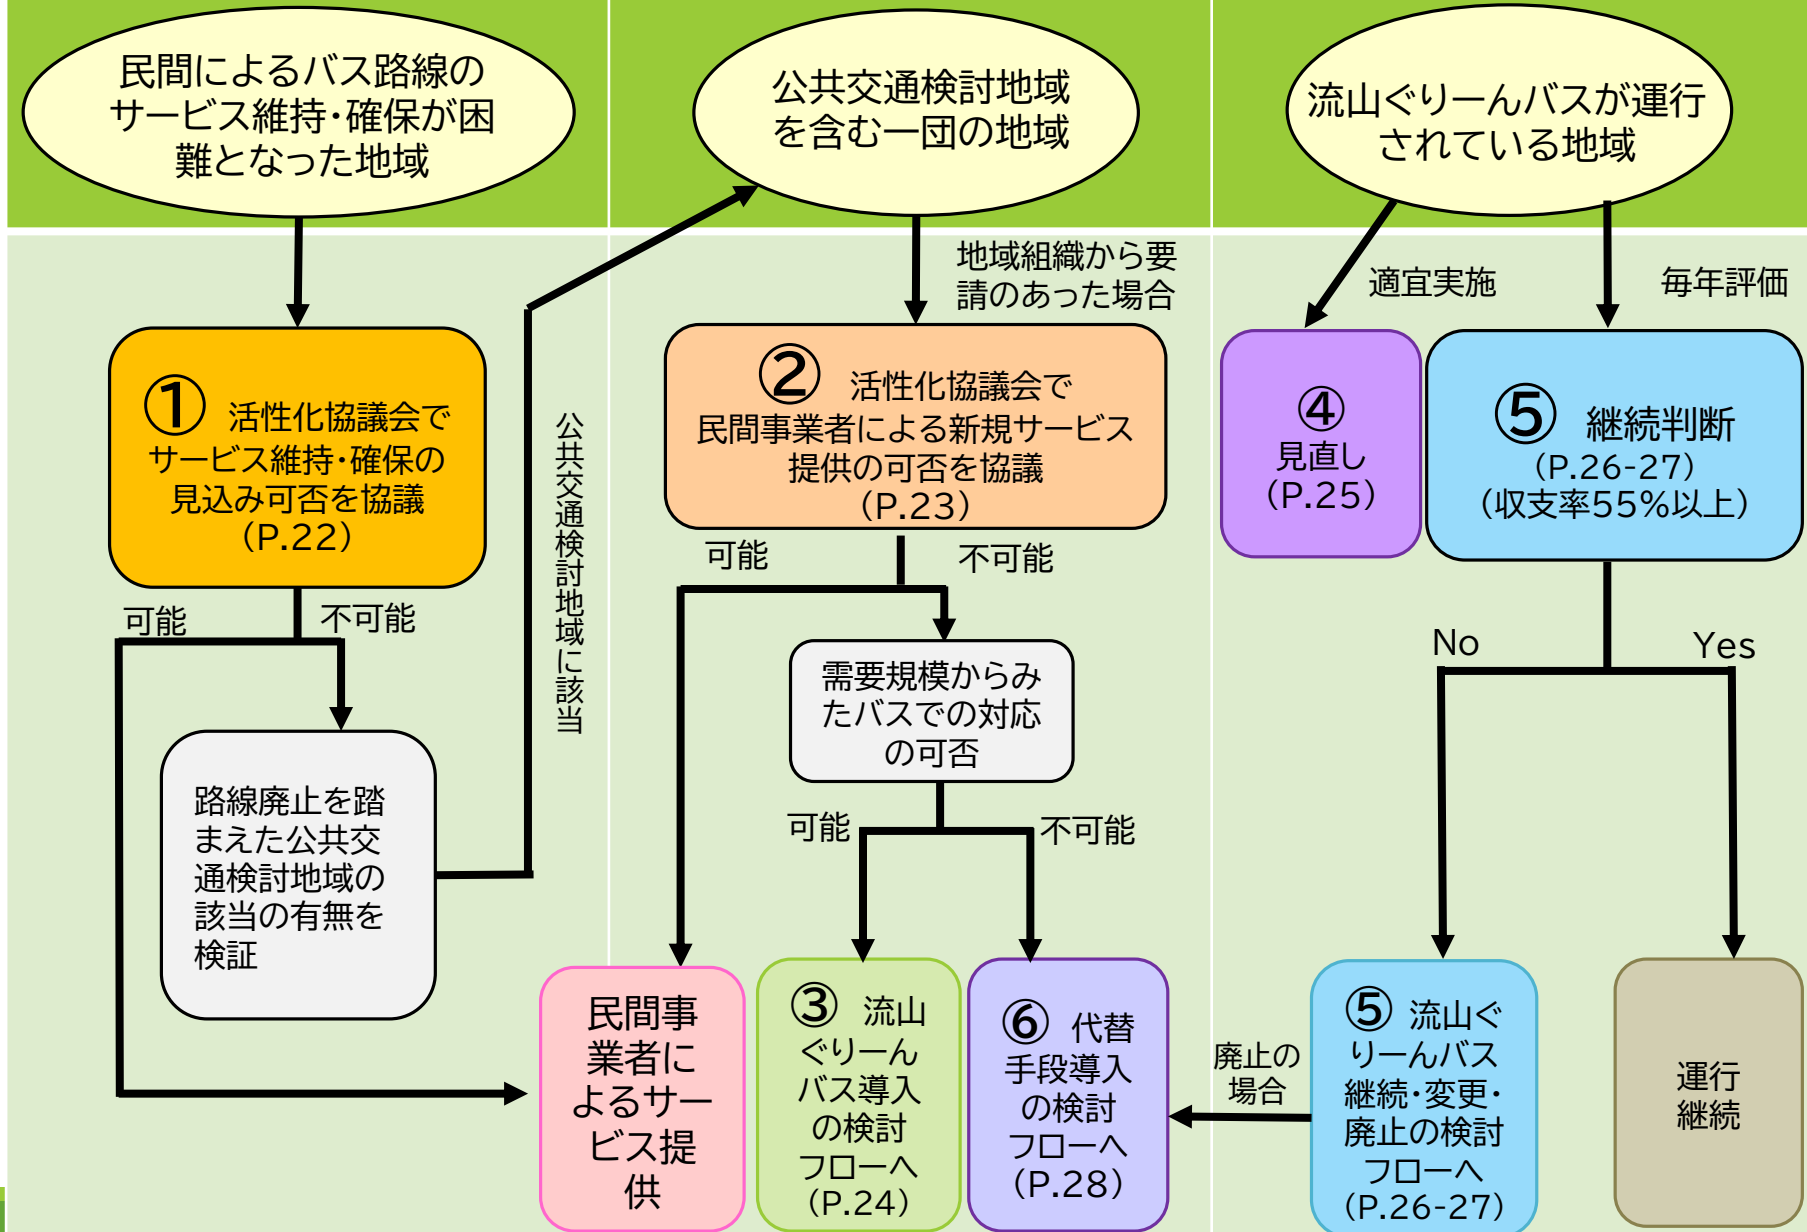 民間によるバス路線の
サービス維持・確保が困
難となった地域
公共交通検討地域
を含む一団の地域
流山ぐりーんバスが運行
されている地域
地域組織から要
請のあった場合
適宜実施
毎年評価
① 活性化協議会で
サービス維持・確保の
見込み可否を協議
(P.22)
公共交通検討地域に該当
② 活性化協議会で
民間事業者による新規サービス
提供の可否を協議
(P.23)
④
見直し
(P.25)
⑤ 継続判断
(P.26-27)
(収支率55%以上)
可能
不可能
可能
不可能
No
Yes
路線廃止を踏
まえた公共交
通検討地域の
該当の有無を
検証
需要規模からみ
たバスでの対応
の可否
可能
不可能
民間事
業者に
よるサー
ビス提
供
③ 流山
ぐりーん
バス導入
の検討
フローへ
(P.24)
⑥ 代替
手段導入
の検討
フローへ
(P.28)
廃止の
場合
⑤ 流山ぐ
りーんバス
継続・変更・
廃止の検討
フローへ
(P.26-27)
運行
継続